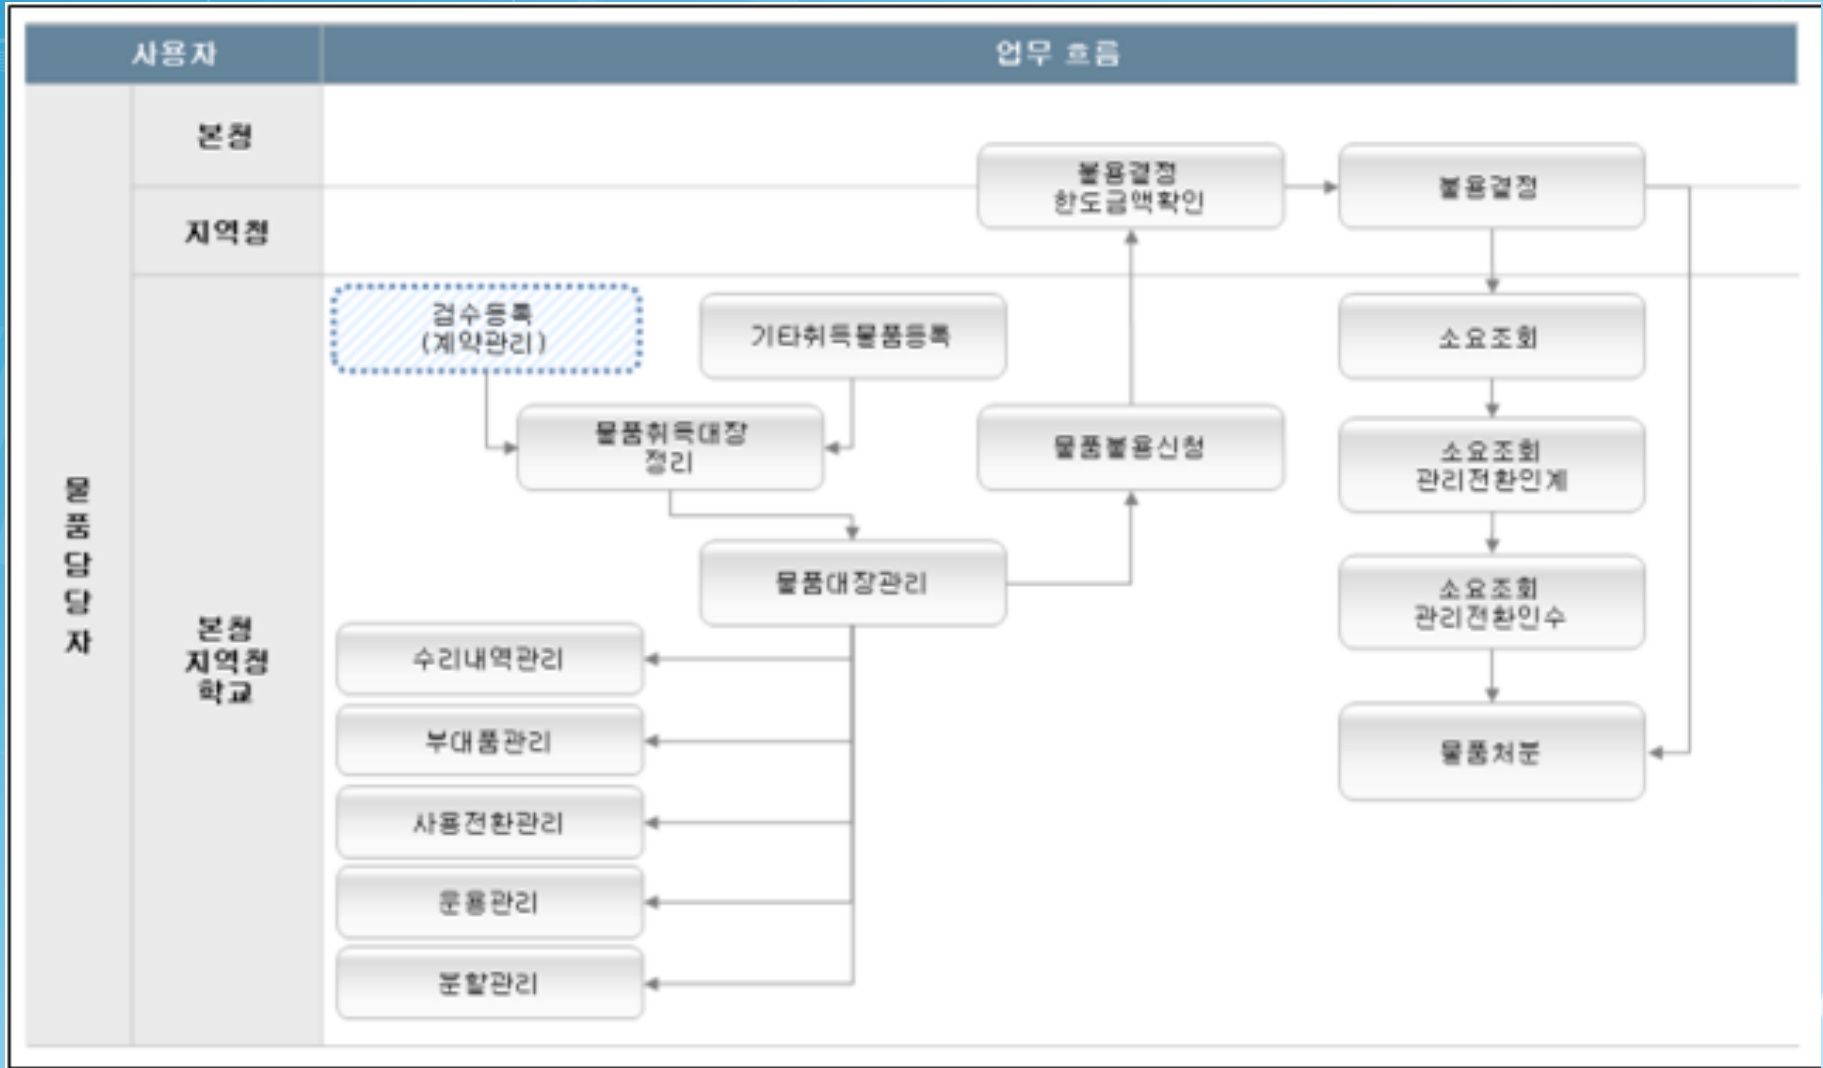 사용자
업무 흐름
본청
지역청
물
품
담
당
자
본청
지역청
학교
불용결정
한도금액확인
불용결정
검수등록
(계약관리)
기타취득물품등록
소요조회
물품취득대장
정리
물품불용신청
소요조회
관리전환인계
물품대장관리
소요조회
관리전환인수
수리내역관리
부대품관리
물품처분
사용전환관리
운용관리
분할관리